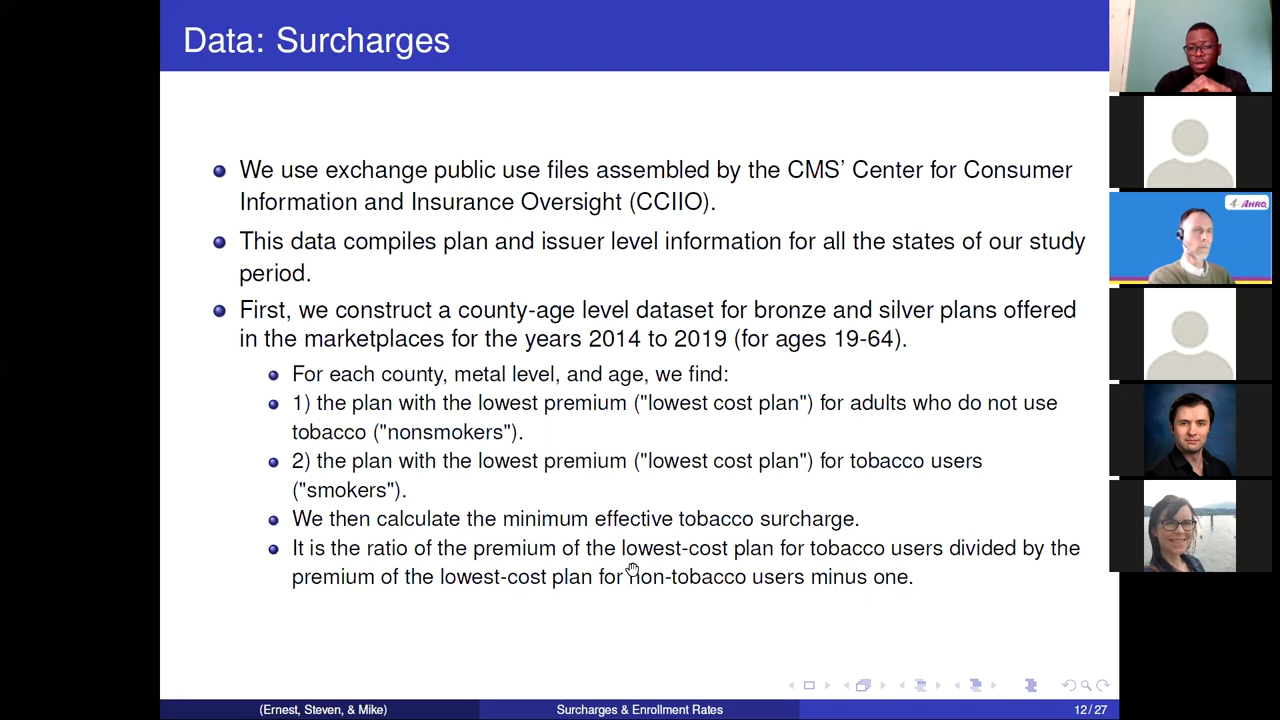 Data: Surcharges
We use exchange public use files assembled by the CMS' Center for Consumer
Information and Insurance Oversight (CCIIO).
This data compiles plan and issuer level information for all the states of our study
period.
First, we construct a county-age level dataset for bronze and silver plans offered
in the marketplaces for the years 2014 to 2019 (for ages 19-64).
For each county, metal level, and age, we find:
1) the plan with the lowest premium ("lowest cost plan") for adults who do not use
tobacco ("nonsmokers").
2) the plan with the lowest premium ("lowest cost plan") for tobacco users
("smokers").
We then calculate the minimum effective tobacco surcharge.
It is the ratio of the premium of the lowest-cost plan for tobacco users divided by the
premium of the lowest-cost plan for non-tobacco users minus one.
(Ernest, Steven, & Mike)
Surcharges & Enrollment Rates
12/27
AHRQ